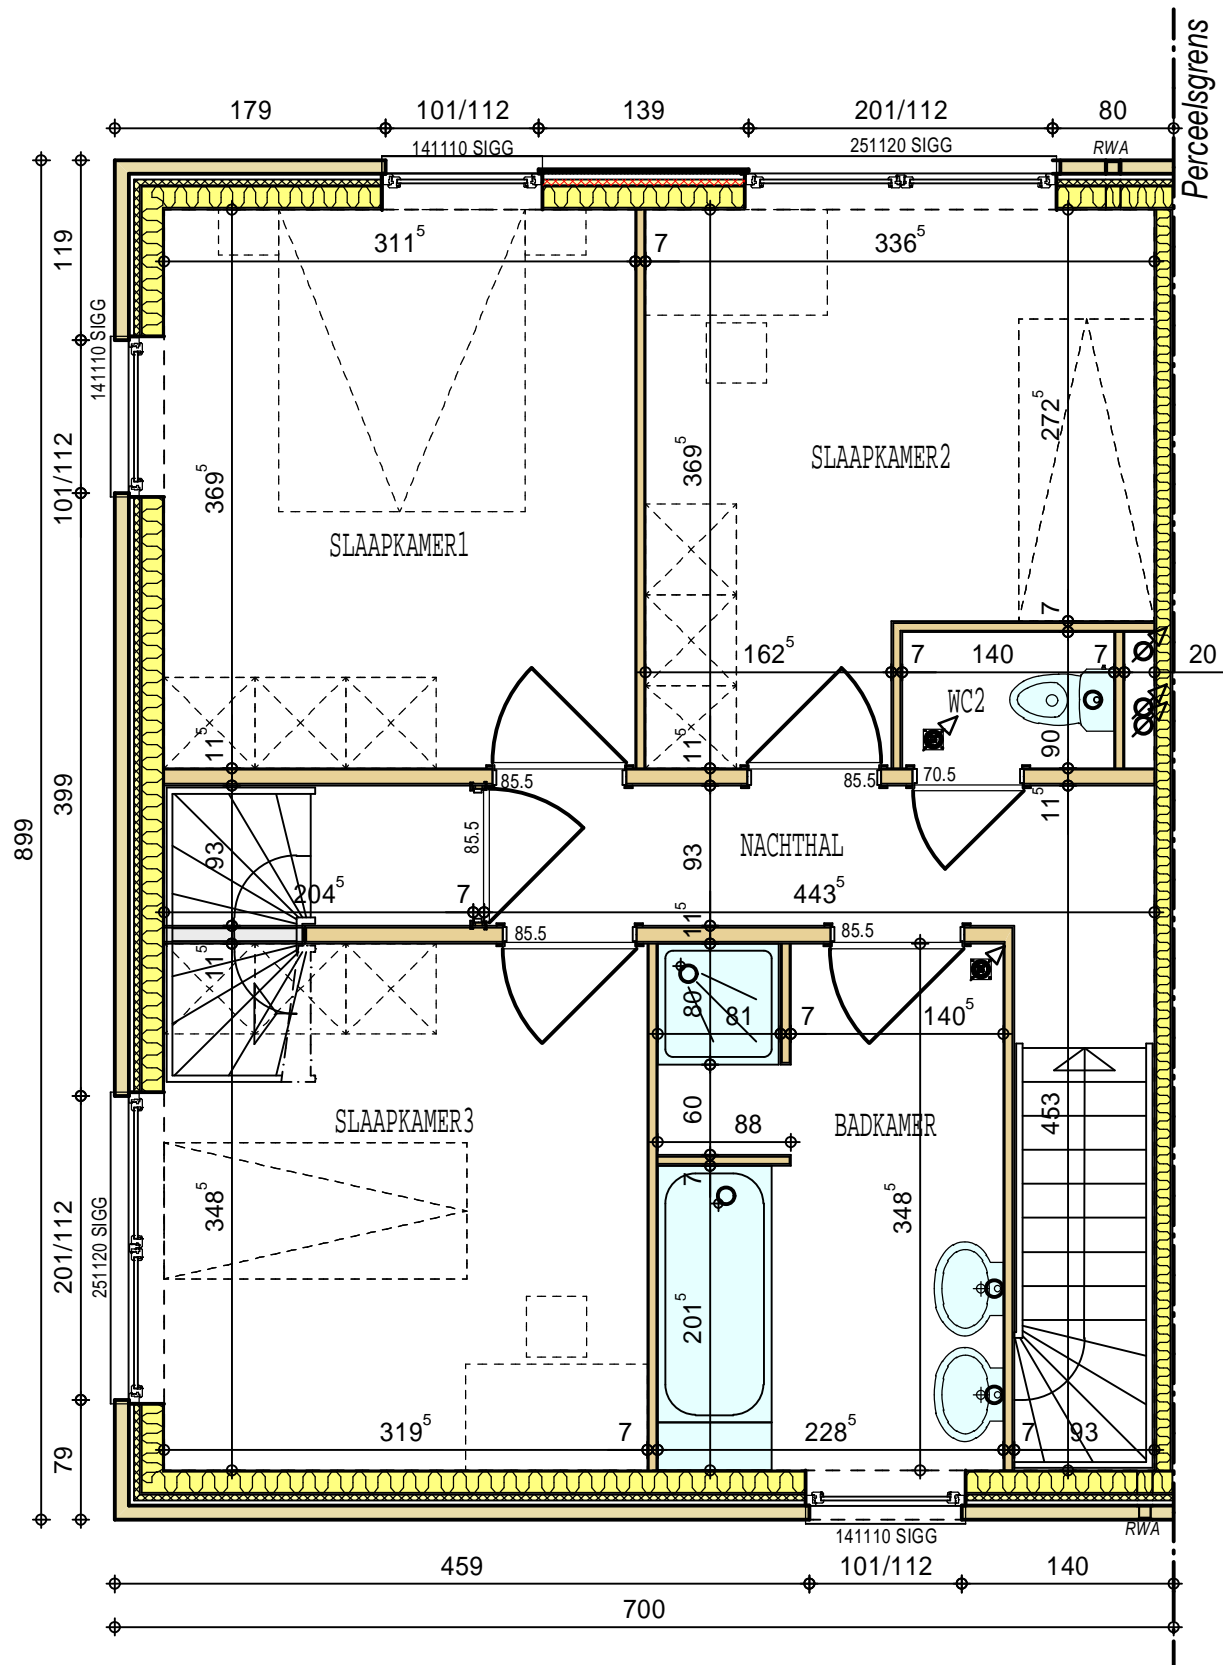 Perceelsgrens
179 101/112 139 201/112 80
141110 SIGG 251120 SIGG RWA
119
311⁵ 7 336⁵
141110 SIGG
272⁵
101/112
369⁵ 369⁵
SLAAPKAMER2
SLAAPKAMER1
7
162⁵ 7 140 7 20
WC2
11⁵ 11⁵ 90
399
85.5 85.5 70.5
11⁵
899
93 85.5 93 NACHTHAL
204⁵ 7 443⁵
11⁵
85.5 85.5
11⁵
80 81 7 140⁵
60 453
SLAAPKAMER3 88 BADKAMER
7
201/112 251120 SIGG 348⁵ 348⁵
201⁵
319⁵ 7 228⁵ 7 93
79
141110 SIGG RWA
459 101/112 140
700